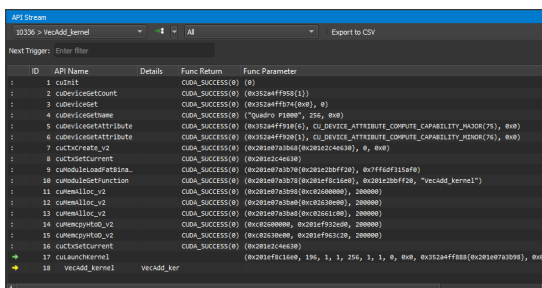 API Stream
10336 > VecAdd_kernel All Export to CSV
Next Trigger: Enter filter
ID API Name Details Func Return Func Parameter
1 cuInit CUDA_SUCCESS(0) (0)
2 cuDeviceGetCount CUDA_SUCCESS(0) (0x352a4ff958{1})
3 cuDeviceGet CUDA_SUCCESS(0) (0x352a4ffb74{0x0}, 0)
4 cuDeviceGetName CUDA_SUCCESS(0) ("Quadro P1000", 256, 0x0)
5 cuDeviceGetAttribute CUDA_SUCCESS(0) (0x352a4ff910{6}, CU_DEVICE_ATTRIBUTE_COMPUTE_CAPABILITY_MAJOR(75), 0x0)
6 cuDeviceGetAttribute CUDA_SUCCESS(0) (0x352a4ff920{1}, CU_DEVICE_ATTRIBUTE_COMPUTE_CAPABILITY_MINOR(76), 0x0)
7 cuCtxCreate_v2 CUDA_SUCCESS(0) (0x201e07a3b68{0x201e2c4e630}, 0, 0x0)
8 cuCtxSetCurrent CUDA_SUCCESS(0) (0x201e2c4e630)
9 cuModuleLoadFatBina… CUDA_SUCCESS(0) (0x201e07a3b70{0x201e2bbff20}, 0x7ff6df315af0)
10 cuModuleGetFunction CUDA_SUCCESS(0) (0x201e07a3b78{0x201ef8c16e0}, 0x201e2bbff20, "VecAdd_kernel")
11 cuMemAlloc_v2 CUDA_SUCCESS(0) (0x201e07a3b98{0xc02600000}, 200000)
12 cuMemAlloc_v2 CUDA_SUCCESS(0) (0x201e07a3ba0{0xc02630e00}, 200000)
13 cuMemAlloc_v2 CUDA_SUCCESS(0) (0x201e07a3ba8{0xc02661c00}, 200000)
14 cuMemcpyHtoD_v2 CUDA_SUCCESS(0) (0xc02600000, 0x201ef932ed0, 200000)
15 cuMemcpyHtoD_v2 CUDA_SUCCESS(0) (0xc02630e00, 0x201ef963c20, 200000)
16 cuCtxSetCurrent CUDA_SUCCESS(0) (0x201e2c4e630)
17 cuLaunchKernel (0x201ef8c16e0, 196, 1, 1, 256, 1, 1, 0, 0x0, 0x352a4ff888{0x201e07a3b98}, 0x
18 VecAdd_kernel VecAdd_ker